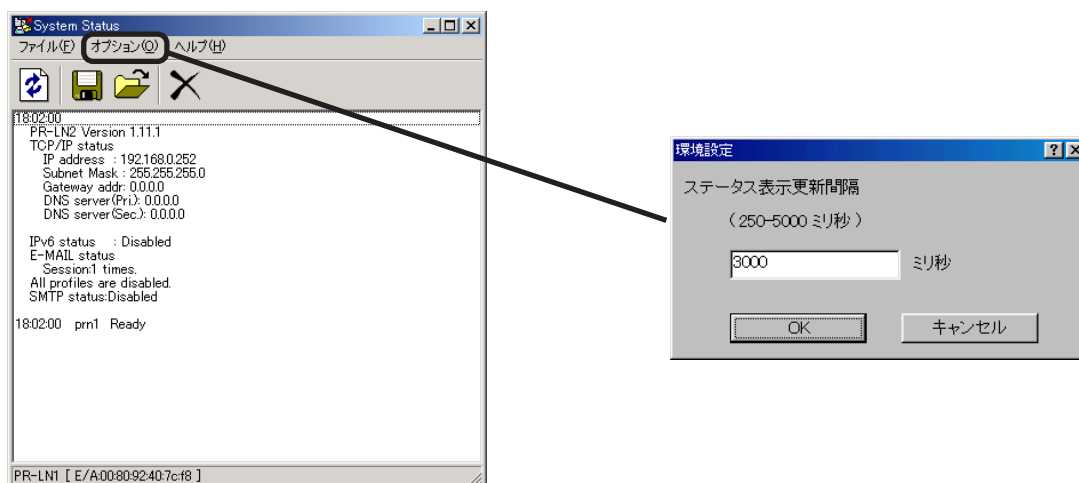 System Status
ファイル(F) オプション(O) ヘルプ(H)
18:02:00
PR-LN2 Version 1.11.1
TCP/IP status
IP address : 192.168.0.252
Subnet Mask : 255.255.255.0
Gateway addr: 0.0.0.0
DNS server(Pri.): 0.0.0.0
DNS server(Sec.): 0.0.0.0
IPv6 status : Disabled
E-MAIL status
Session:1 times.
All profiles are disabled.
SMTP status:Disabled
18:02:00 prn1 Ready
PR-LN1 [ E/A:00:80:92:40:7c:f8 ]
環境設定
ステータス表示更新間隔
( 250-5000 ミリ秒 )
3000 ミリ秒
OK キャンセル